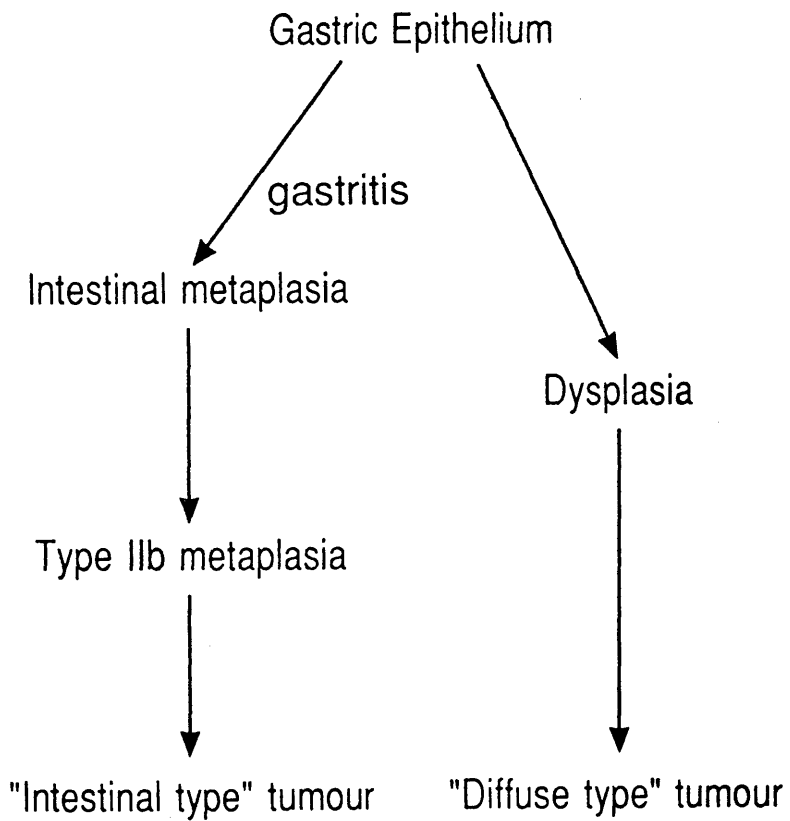 Gastric Epithelium
gastritis
Intestinal metaplasia
Dysplasia
Type IIb metaplasia
"Intestinal type" tumour
"Diffuse type" tumour